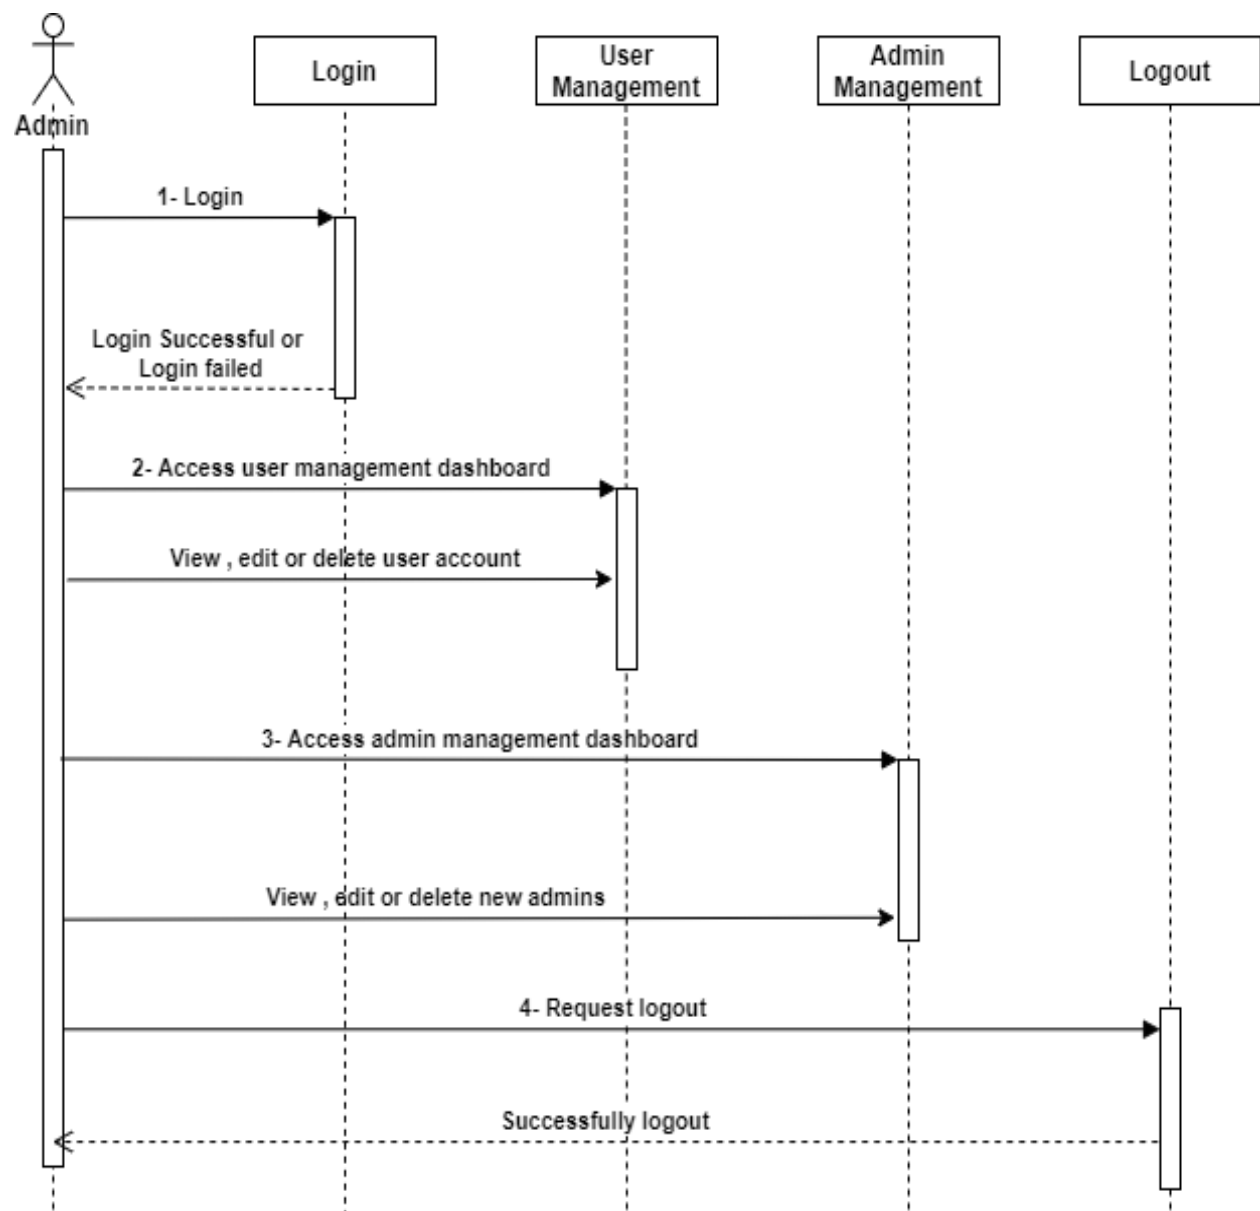 Admin
Login
User
Management
Admin
Management
Logout
1- Login
Login Successful or
Login failed
2- Access user management dashboard
View , edit or delete user account
3- Access admin management dashboard
View , edit or delete new admins
4- Request logout
Successfully logout